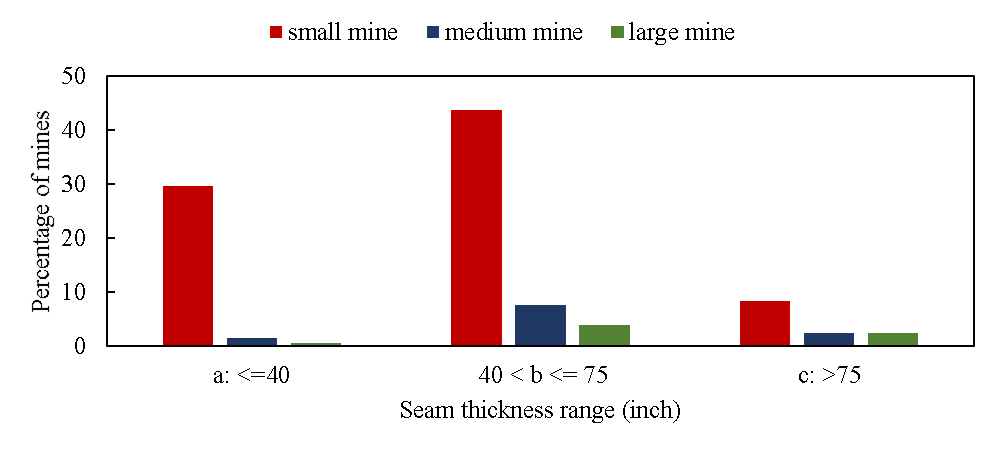 small mine medium mine large mine
50
40
30
20
10
0
Percentage of mines
a: <=40 40 < b <= 75 c: >75
Seam thickness range (inch)